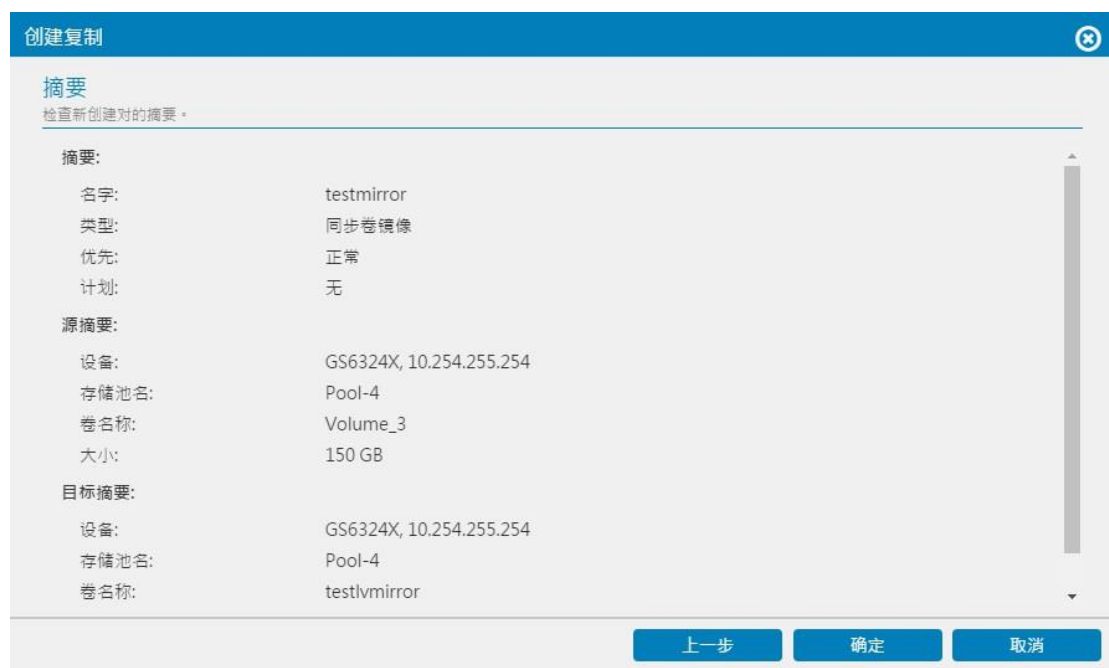 创建复制
摘要
检查新创建对的摘要。
摘要:
名字: testmirror
类型: 同步卷镜像
优先: 正常
计划: 无
源摘要:
设备: GS6324X, 10.254.255.254
存储池名: Pool-4
卷名称: Volume_3
大小: 150 GB
目标摘要:
设备: GS6324X, 10.254.255.254
存储池名: Pool-4
卷名称: testlvmirror
上一步 确定 取消